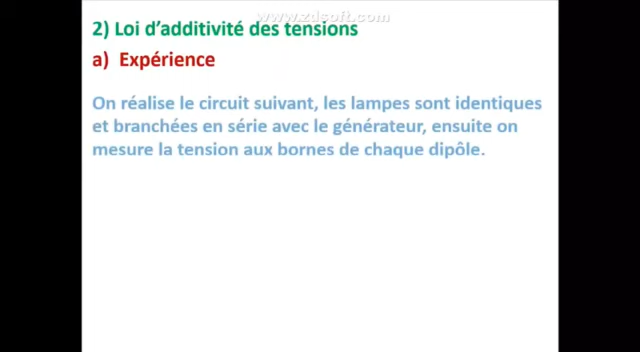 www.zdsoft.com
2) Loi d’additivité des tensions
a) Expérience
On réalise le circuit suivant, les lampes sont identiques
et branchées en série avec le générateur, ensuite on
mesure la tension aux bornes de chaque dipôle.